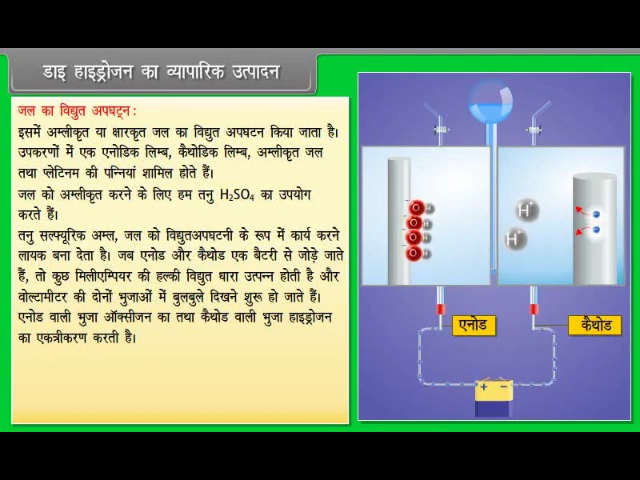 डाइ हाइड्रोजन का व्यापारिक उत्पादन
जल का विद्युत अपघट्न :
इसमें अम्लीकृत या क्षारकृत जल का विद्युत अपघटन किया जाता है।
उपकरणों में एक एनोडिक लिम्ब, कैथोडिक लिम्ब, अम्लीकृत जल
तथा प्लेटिनम की पन्नियां शामिल होते हैं।
जल को अम्लीकृत करने के लिए हम तनु H₂SO₄ का उपयोग
करते हैं।
तनु सल्फ्यूरिक अम्ल, जल को विद्युतअपघटनी के रूप में कार्य करने
लायक बना देता है। जब एनोड और कैथोड एक बैटरी से जोड़े जाते
हैं, तो कुछ मिलीएम्पियर की हल्की विद्युत धारा उत्पन्न होती है और
वोल्टामीटर की दोनों भुजाओं में बुलबुले दिखने शुरू हो जाते हैं।
एनोड वाली भुजा ऑक्सीजन का तथा कैथोड वाली भुजा हाइड्रोजन
का एकत्रीकरण करती है।
O H
O H
O H
O H
H⁺
H⁺
एनोड
कैथोड
+ −